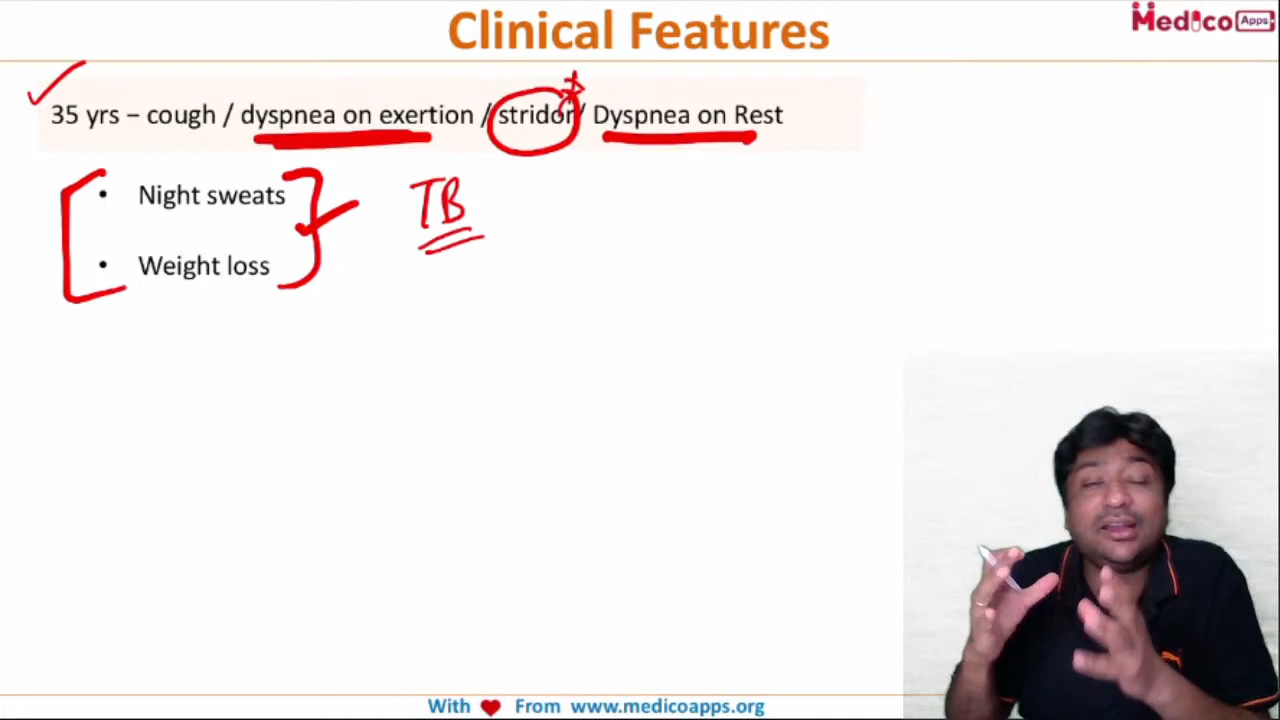 Clinical Features
Medico Apps
35 yrs – cough / dyspnea on exertion / stridor / Dyspnea on Rest
• Night sweats
TB
• Weight loss
With ❤ From www.medicoapps.org